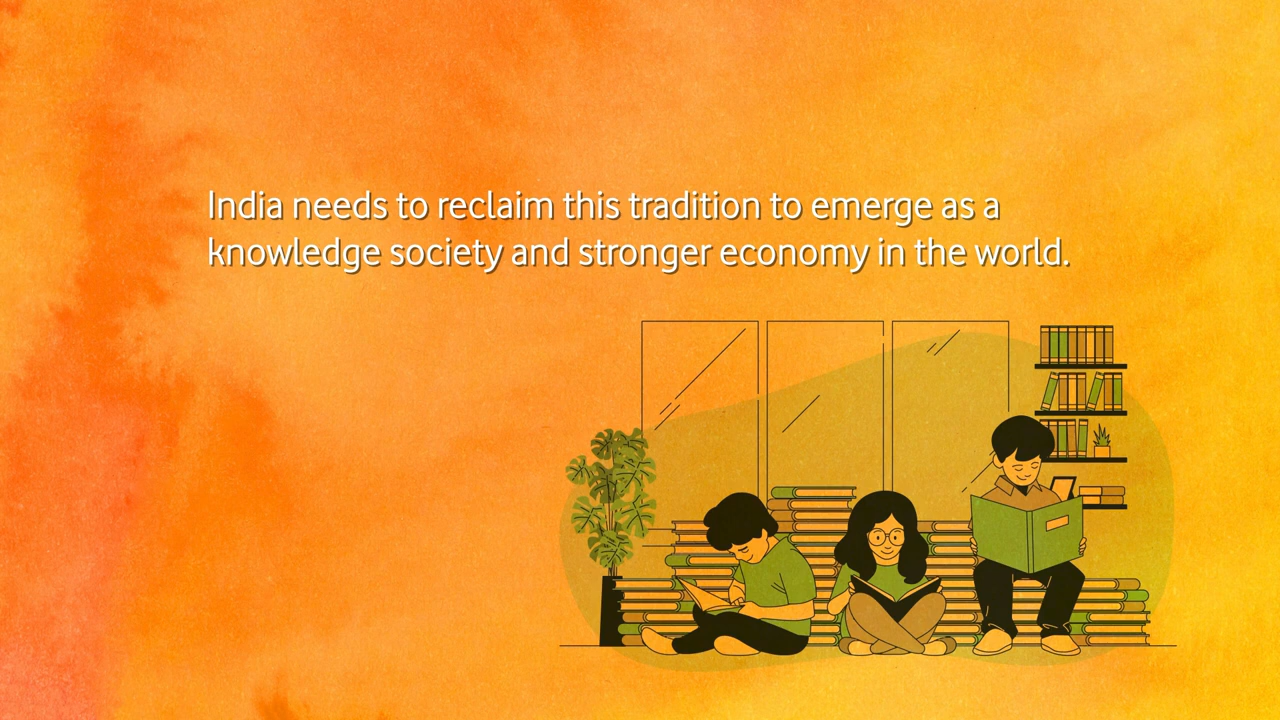 India needs to reclaim this tradition to emerge as a
knowledge society and stronger economy in the world.